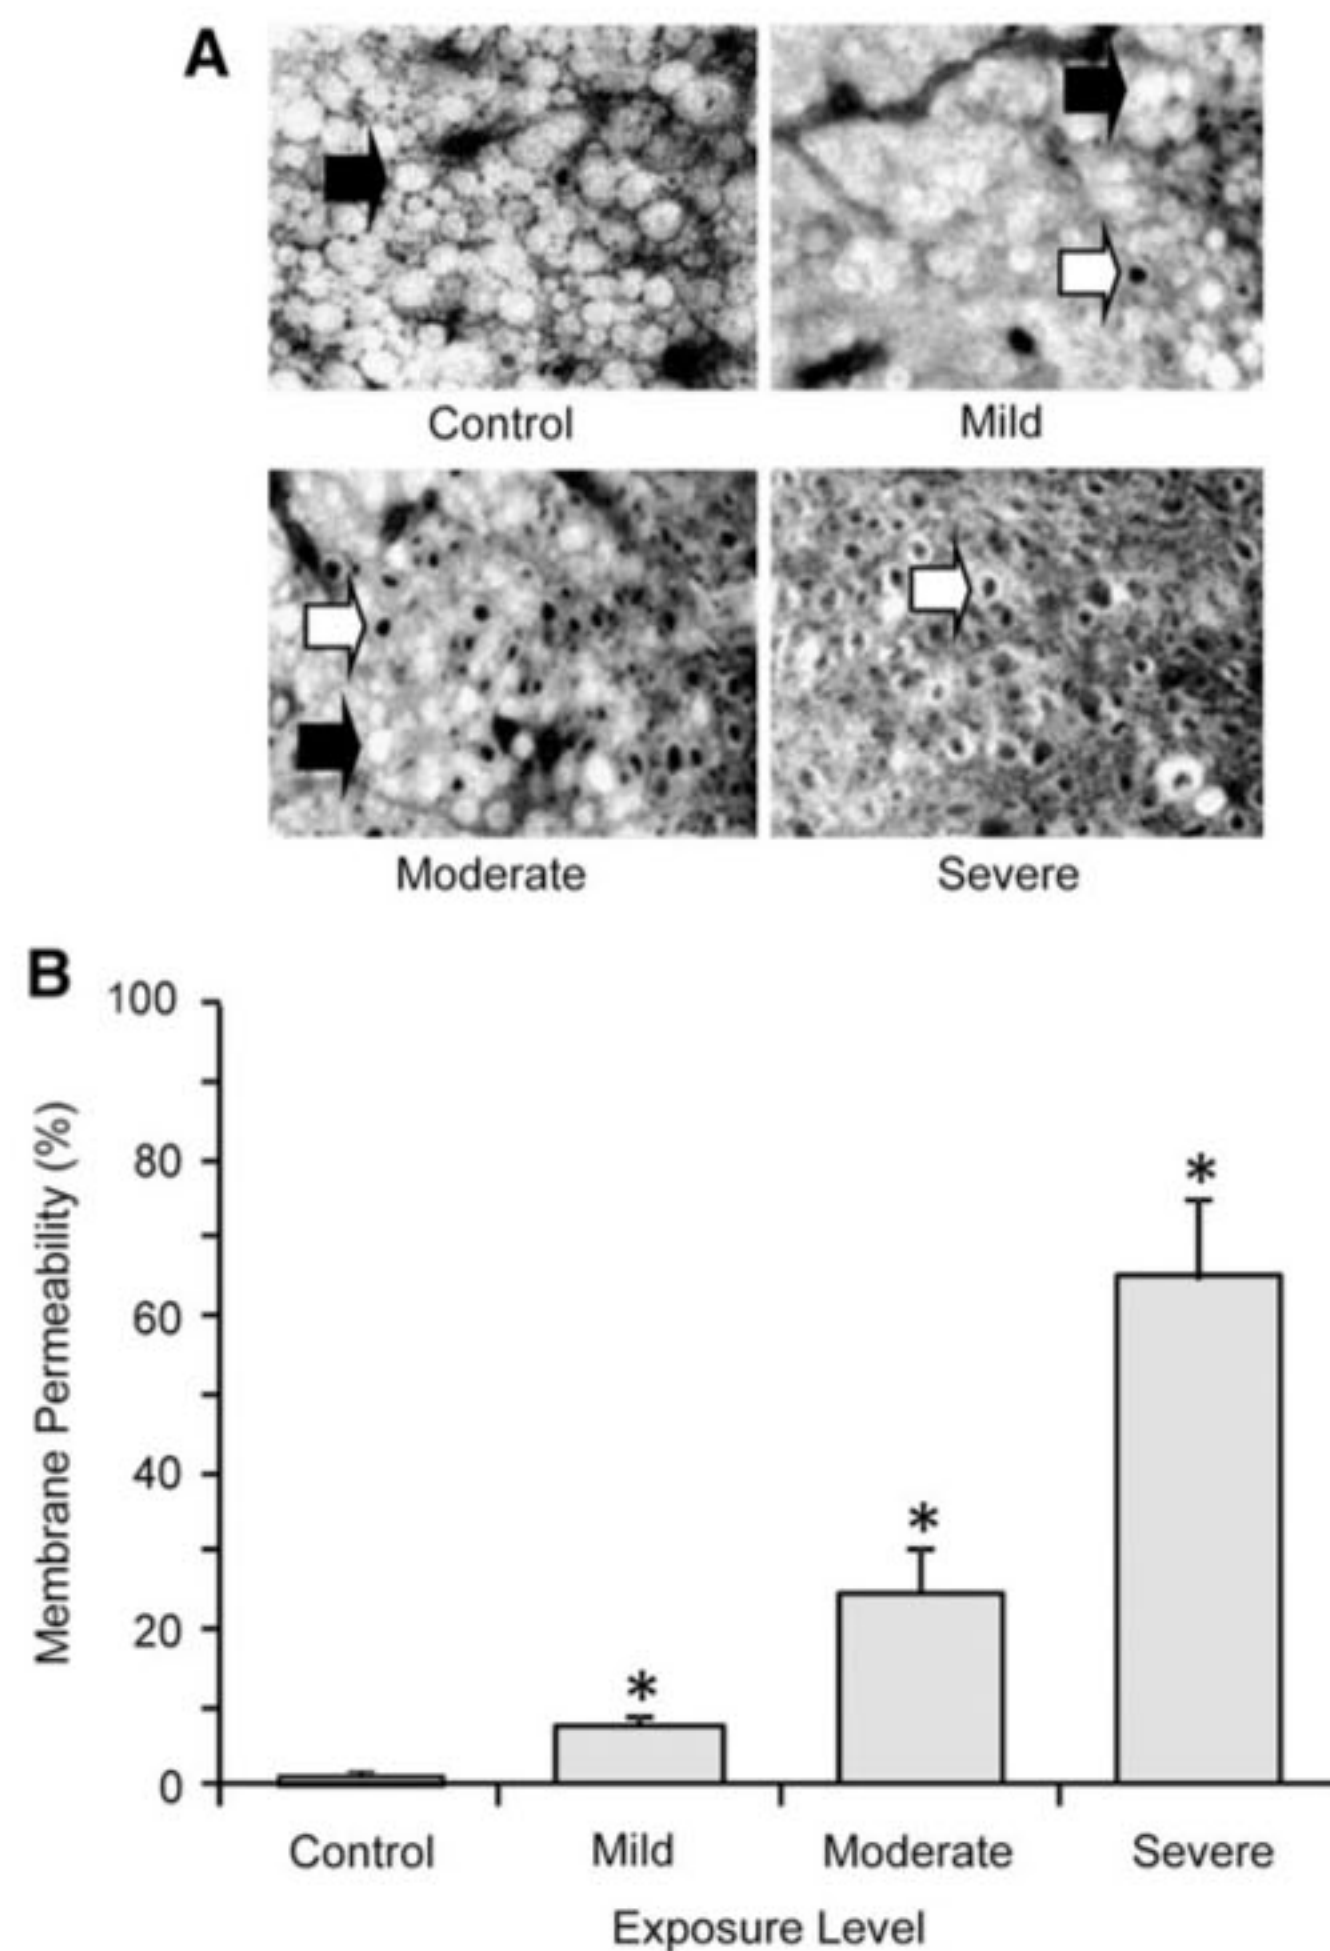 A
Control
Mild
Moderate
Severe
B
Membrane Permeability (%)
100
80
60
40
20
0
*
*
*
Control
Mild
Moderate
Severe
Exposure Level